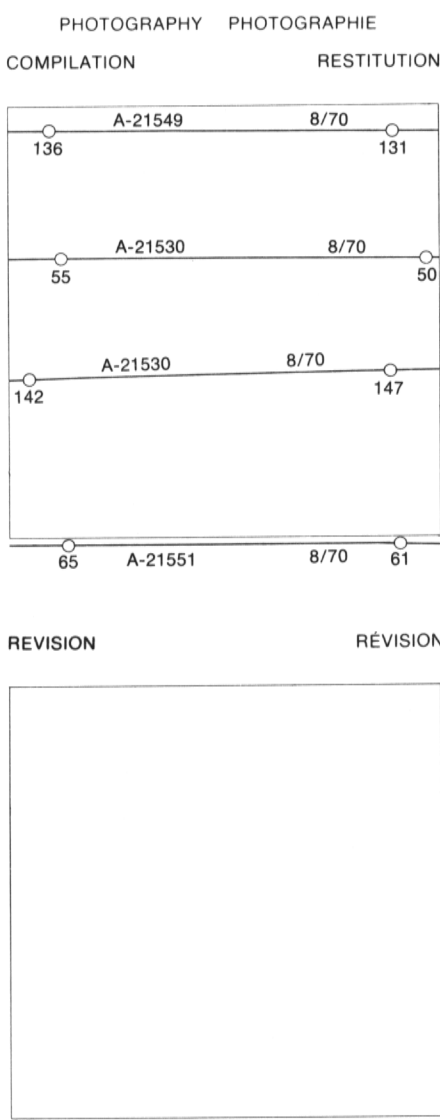 PHOTOGRAPHY PHOTOGRAPHIE
COMPILATION RESTITUTION
A-21549 8/70
136 131
A-21530 8/70
55 50
A-21530 8/70
142 147
65 A-21551 8/70 61
REVISION RÉVISION